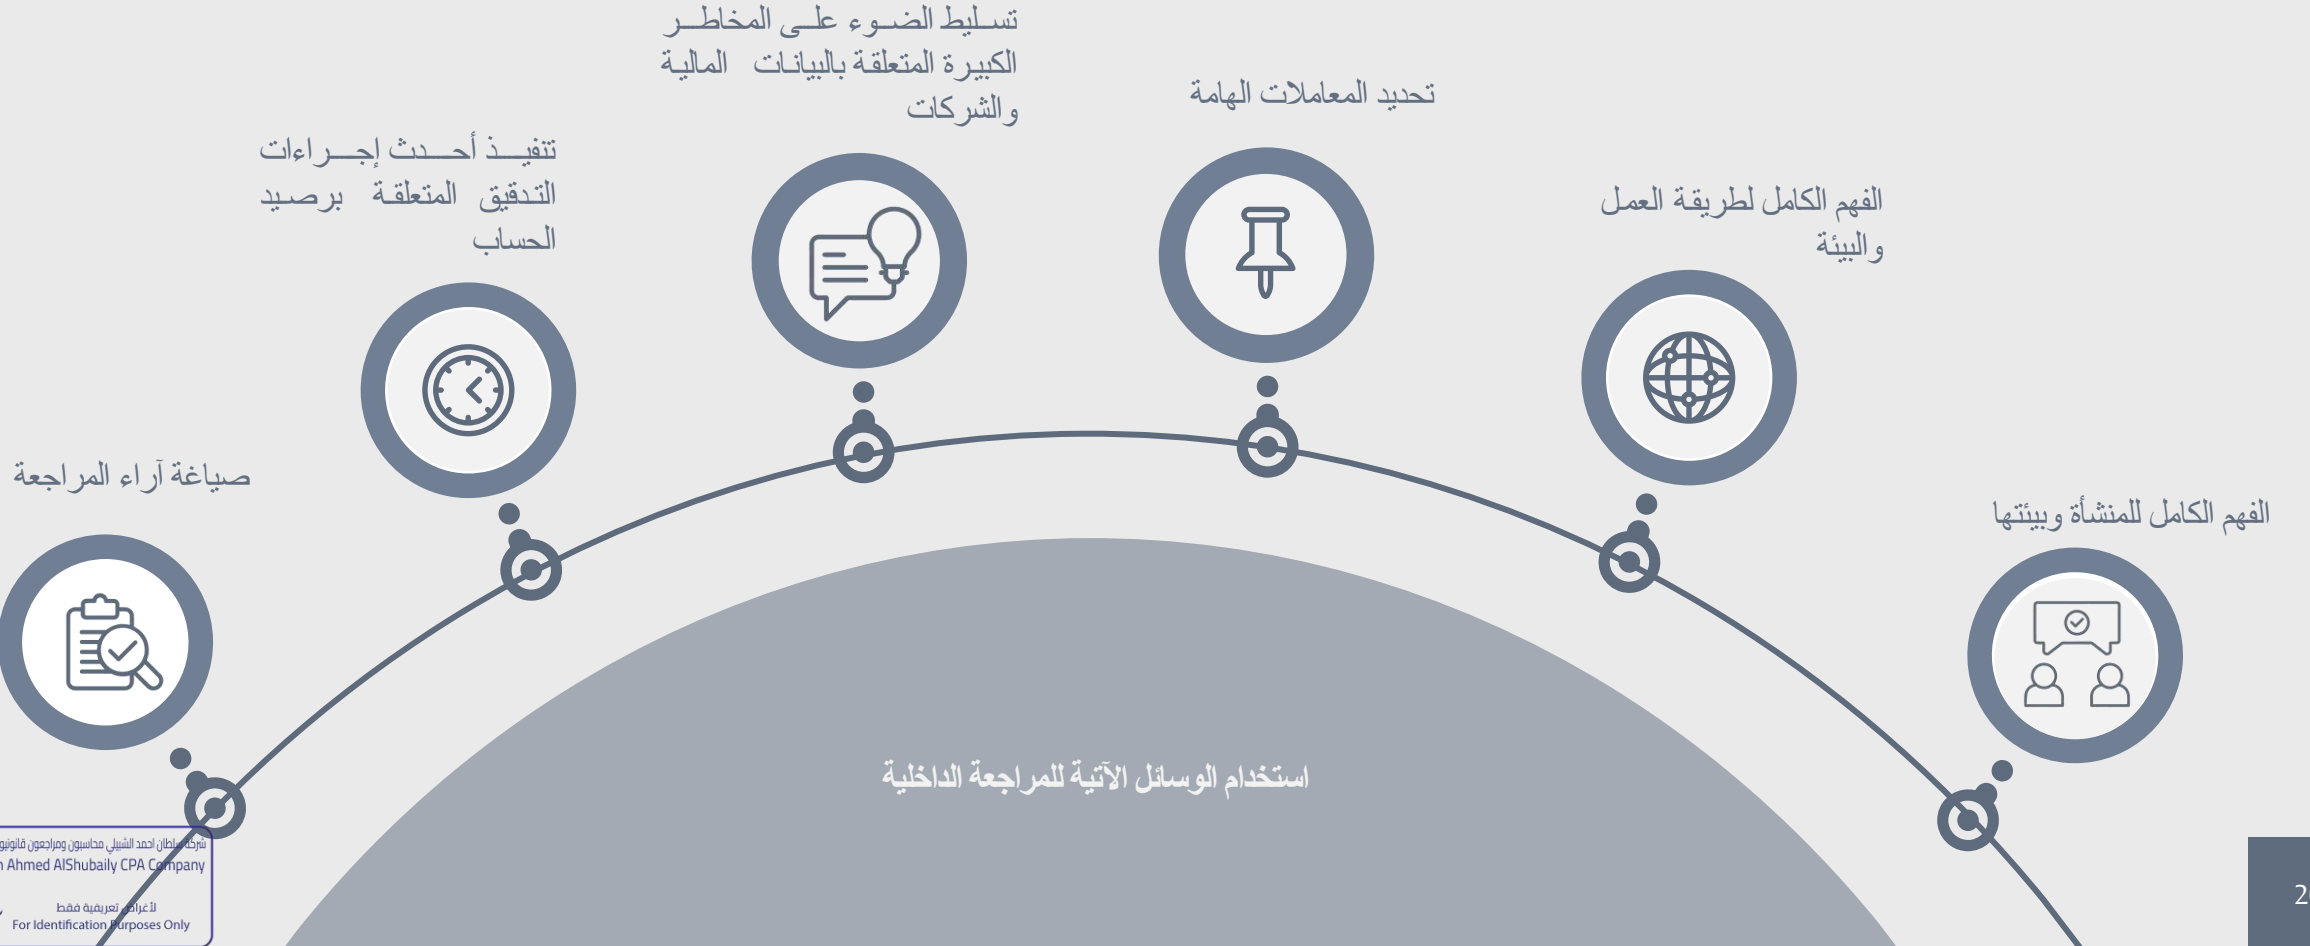 الفهم الكامل للمنشأة وبيئتها
الفهم الكامل لطريقة العمل
والبيئة
تحديد المعاملات الهامة
تسليط الضوء على المخاطر
الكبيرة المتعلقة بالبيانات المالية
والشركات
تنفيذ أحدث إجراءات
التدقيق المتعلقة برصيد
الحساب
صياغة آراء المراجعة
استخدام الوسائل الآتية للمراجعة الداخلية
شركة سلطان احمد الشبيلي محاسبون ومراجعون
Ahmed AlShubaily CPA Company
لأغراض تعريفية فقط
For Identification Purposes Only
2